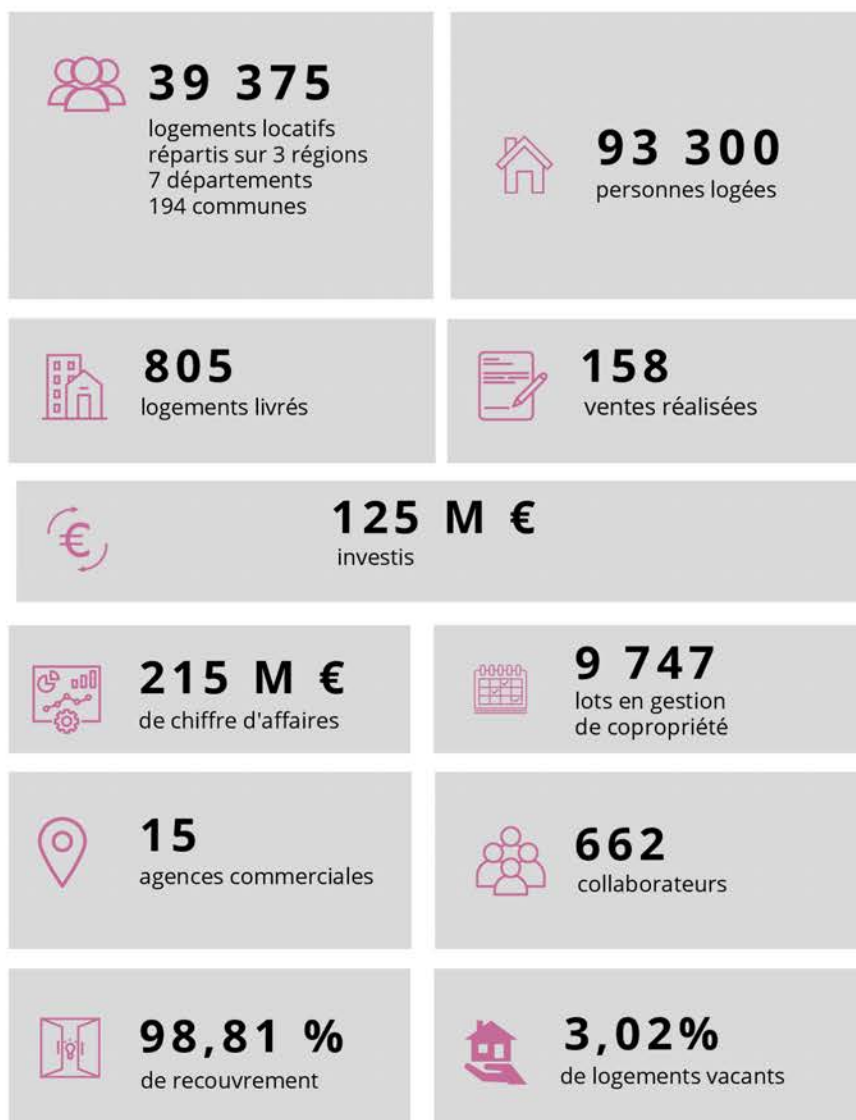 39 375
logements locatifs
répartis sur 3 régions
7 départements
194 communes
93 300
personnes logées
805
logements livrés
158
ventes réalisées
125 M €
investis
215 M €
de chiffre d'affaires
9 747
lots en gestion
de copropriété
15
agences commerciales
662
collaborateurs
98,81 %
de recouvrement
3,02%
de logements vacants